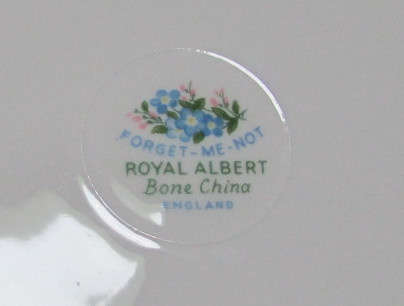 FORGET-ME-NOT
ROYAL ALBERT
Bone China
ENGLAND